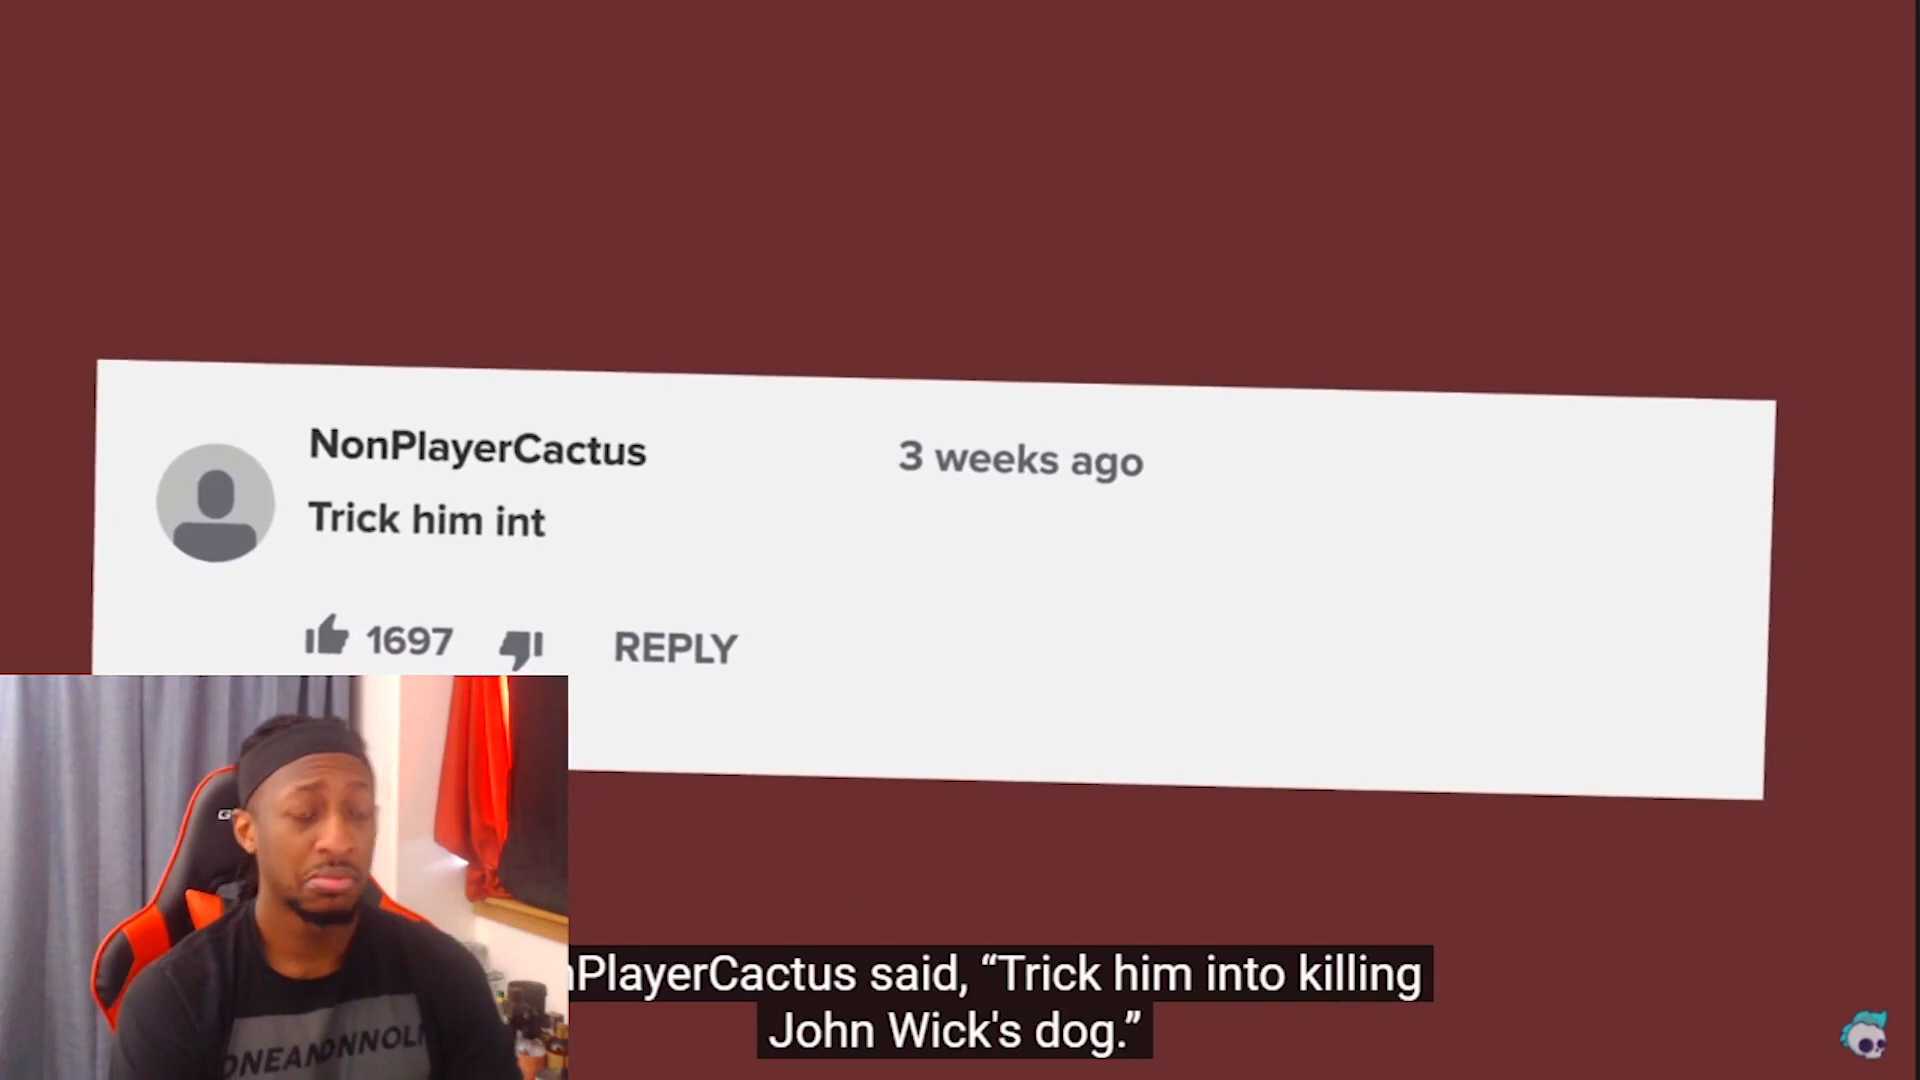 NonPlayerCactus
3 weeks ago
Trick him int
1697
REPLY
PlayerCactus said, “Trick him into killing
John Wick's dog.”